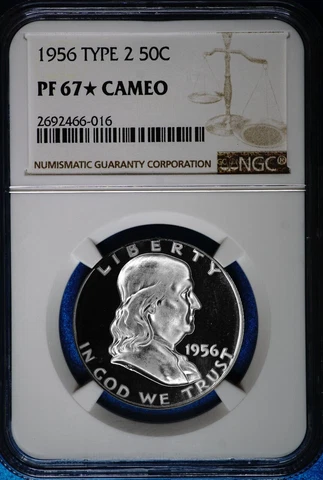 1956 TYPE 2 50C
PF 67★ CAMEO
2692466-016
NUMISMATIC GUARANTY CORPORATION
NGC®
LIBERTY
1956
IN GOD WE TRUST